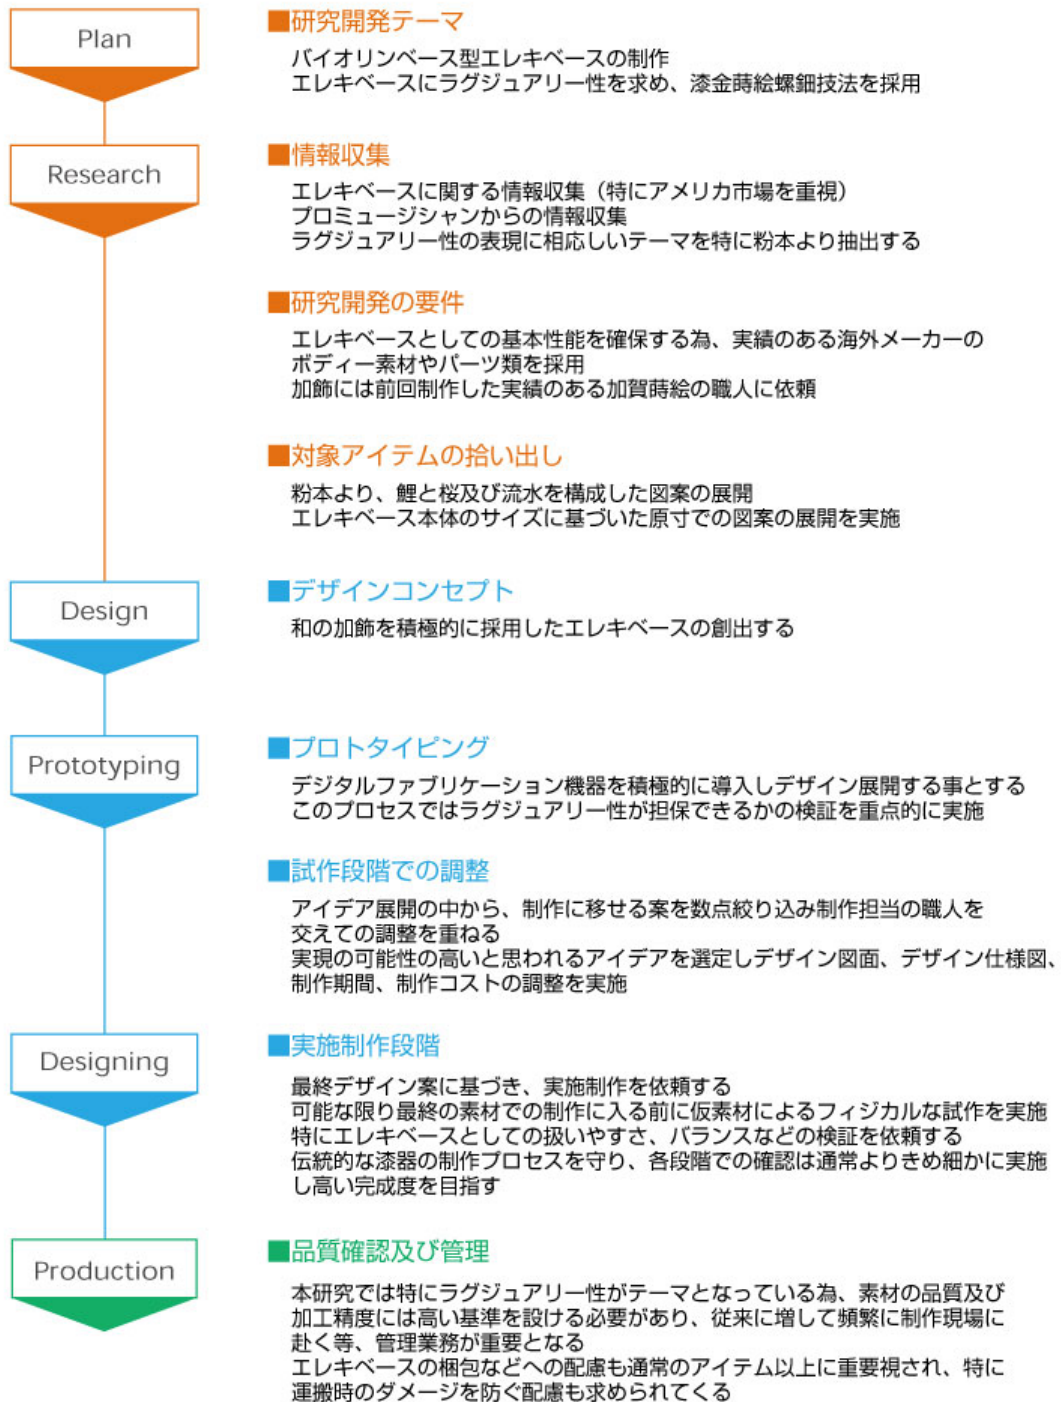 Plan
■研究開発テーマ
バイオリンベース型エレキベースの制作
エレキベースにラグジュアリー性を求め、漆金蒔絵螺鈿技法を採用
Research
■情報収集
エレキベースに関する情報収集（特にアメリカ市場を重視）
プロミュージシャンからの情報収集
ラグジュアリー性の表現に相応しいテーマを特に粉本より抽出する
■研究開発の要件
エレキベースとしての基本性能を確保する為、実績のある海外メーカーの
ボディー素材やパーツ類を採用
加飾には前回制作した実績のある加賀蒔絵の職人に依頼
■対象アイテムの拾い出し
粉本より、鯉と桜及び流水を構成した図案の展開
エレキベース本体のサイズに基づいた原寸での図案の展開を実施
Design
■デザインコンセプト
和の加飾を積極的に採用したエレキベースの創出する
Prototyping
■プロトタイピング
デジタルファブリケーション機器を積極的に導入しデザイン展開する事とする
このプロセスではラグジュアリー性が担保できるかの検証を重点的に実施
■試作段階での調整
アイデア展開の中から、制作に移せる案を数点絞り込み制作担当の職人を
交えての調整を重ねる
実現の可能性の高いと思われるアイデアを選定しデザイン図面、デザイン仕様図、
制作期間、制作コストの調整を実施
Designing
■実施制作段階
最終デザイン案に基づき、実施制作を依頼する
可能な限り最終の素材での制作に入る前に仮素材によるフィジカルな試作を実施
特にエレキベースとしての扱いやすさ、バランスなどの検証を依頼する
伝統的な漆器の制作プロセスを守り、各段階での確認は通常よりきめ細かに実施
し高い完成度を目指す
Production
■品質確認及び管理
本研究では特にラグジュアリー性がテーマとなっている為、素材の品質及び
加工精度には高い基準を設ける必要があり、従来に増して頻繁に制作現場に
赴く等、管理業務が重要となる
エレキベースの梱包などへの配慮も通常のアイテム以上に重要視され、特に
運搬時のダメージを防ぐ配慮も求められてくる